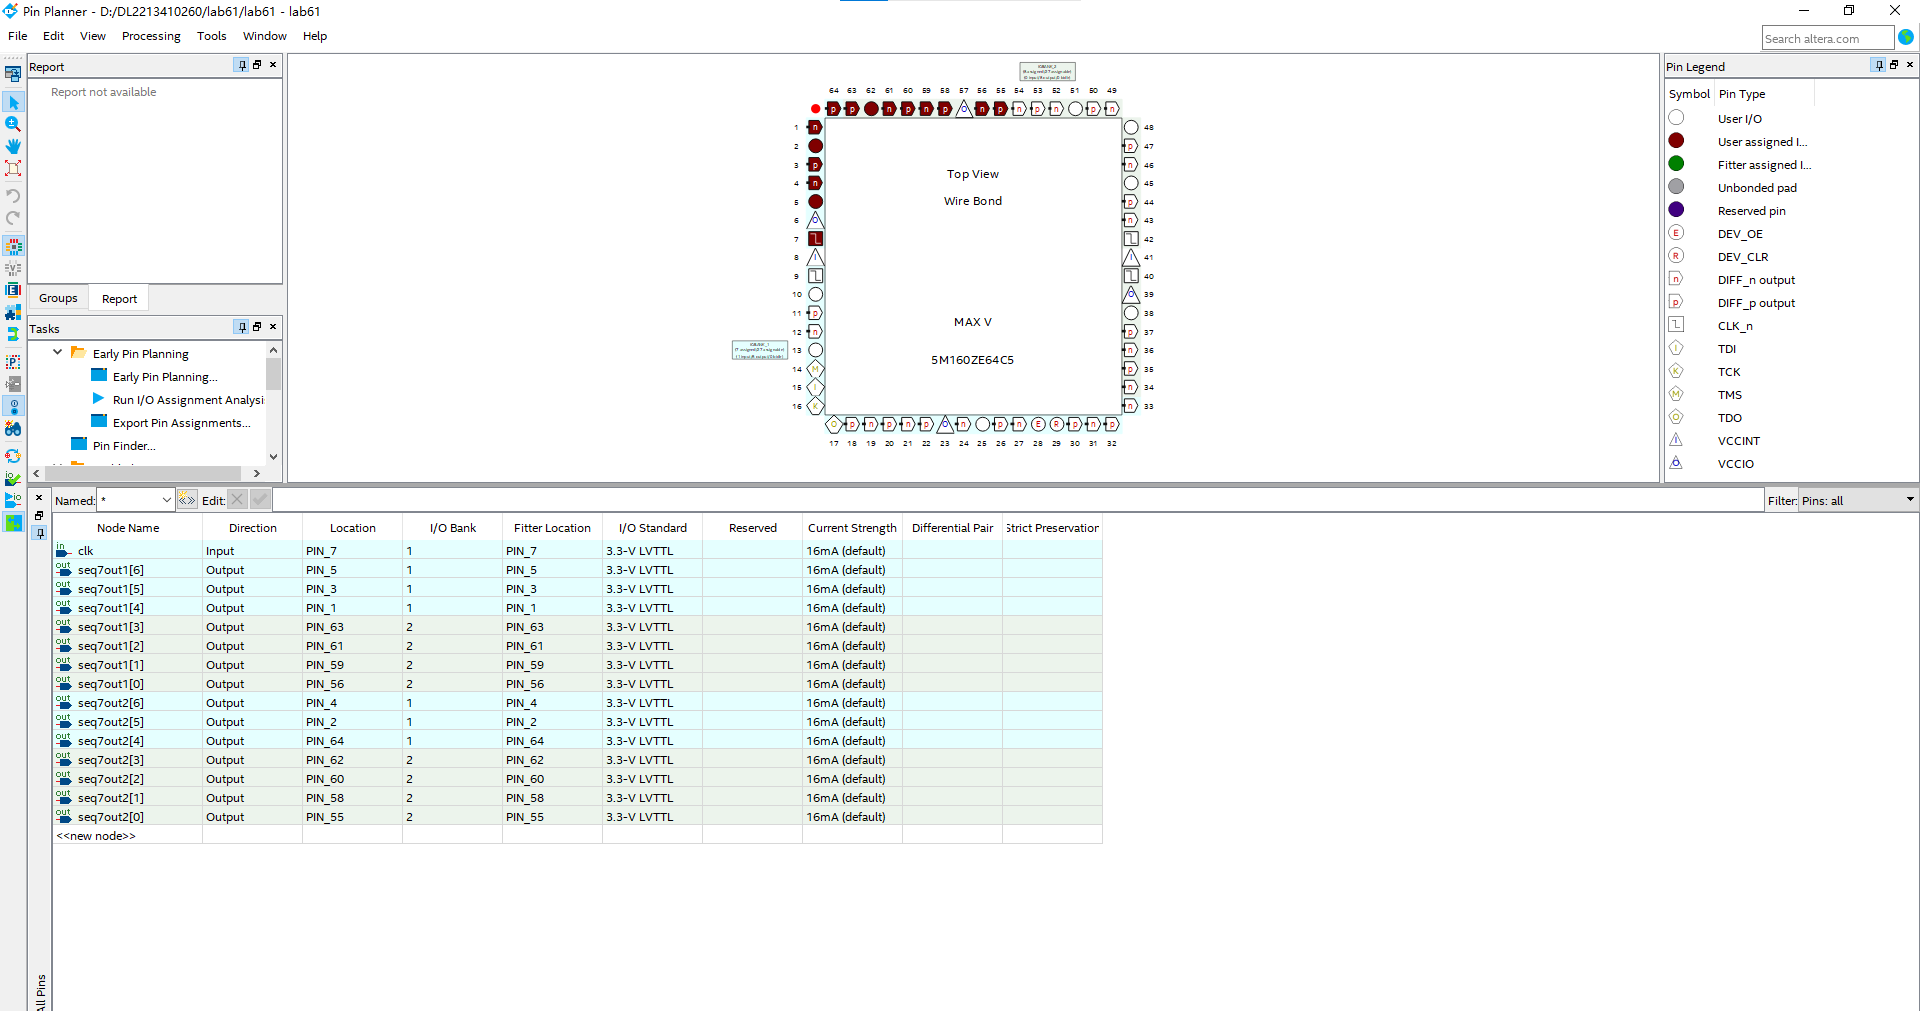 Pin Planner - D:/DL2213410260/lab61/lab61 - lab61
File Edit View Processing Tools Window Help
Search altera.com
Report
Report not available
Groups Report
Tasks
Early Pin Planning
Early Pin Planning...
Run I/O Assignment Analysi
Export Pin Assignments...
Pin Finder...
64 63 62 61 60 59 58 57 56 55 54 53 52 51 50 49
1 2 3 4 5 6 7 8 9 10 11 12 13 14 15 16
Top View
Wire Bond
MAX V
5M160ZE64C5
48 47 46 45 44 43 42 41 40 39 38 37 36 35 34 33
17 18 19 20 21 22 23 24 25 26 27 28 29 30 31 32
Pin Legend
Symbol Pin Type
User I/O
User assigned I...
Fitter assigned I...
Unbonded pad
Reserved pin
E DEV_OE
R DEV_CLR
n DIFF_n output
p DIFF_p output
CLK_n
I TDI
K TCK
M TMS
O TDO
I VCCINT
O VCCIO
Named: * Edit: Filter: Pins: all
Node Name Direction Location I/O Bank Fitter Location I/O Standard Reserved Current Strength Differential Pair Strict Preservation
in clk Input PIN_7 1 PIN_7 3.3-V LVTTL 16mA (default)
out seq7out1[6] Output PIN_5 1 PIN_5 3.3-V LVTTL 16mA (default)
out seq7out1[5] Output PIN_3 1 PIN_3 3.3-V LVTTL 16mA (default)
out seq7out1[4] Output PIN_1 1 PIN_1 3.3-V LVTTL 16mA (default)
out seq7out1[3] Output PIN_63 2 PIN_63 3.3-V LVTTL 16mA (default)
out seq7out1[2] Output PIN_61 2 PIN_61 3.3-V LVTTL 16mA (default)
out seq7out1[1] Output PIN_59 2 PIN_59 3.3-V LVTTL 16mA (default)
out seq7out1[0] Output PIN_56 2 PIN_56 3.3-V LVTTL 16mA (default)
out seq7out2[6] Output PIN_4 1 PIN_4 3.3-V LVTTL 16mA (default)
out seq7out2[5] Output PIN_2 1 PIN_2 3.3-V LVTTL 16mA (default)
out seq7out2[4] Output PIN_64 1 PIN_64 3.3-V LVTTL 16mA (default)
out seq7out2[3] Output PIN_62 2 PIN_62 3.3-V LVTTL 16mA (default)
out seq7out2[2] Output PIN_60 2 PIN_60 3.3-V LVTTL 16mA (default)
out seq7out2[1] Output PIN_58 2 PIN_58 3.3-V LVTTL 16mA (default)
out seq7out2[0] Output PIN_55 2 PIN_55 3.3-V LVTTL 16mA (default)
<<new node>>
All Pins